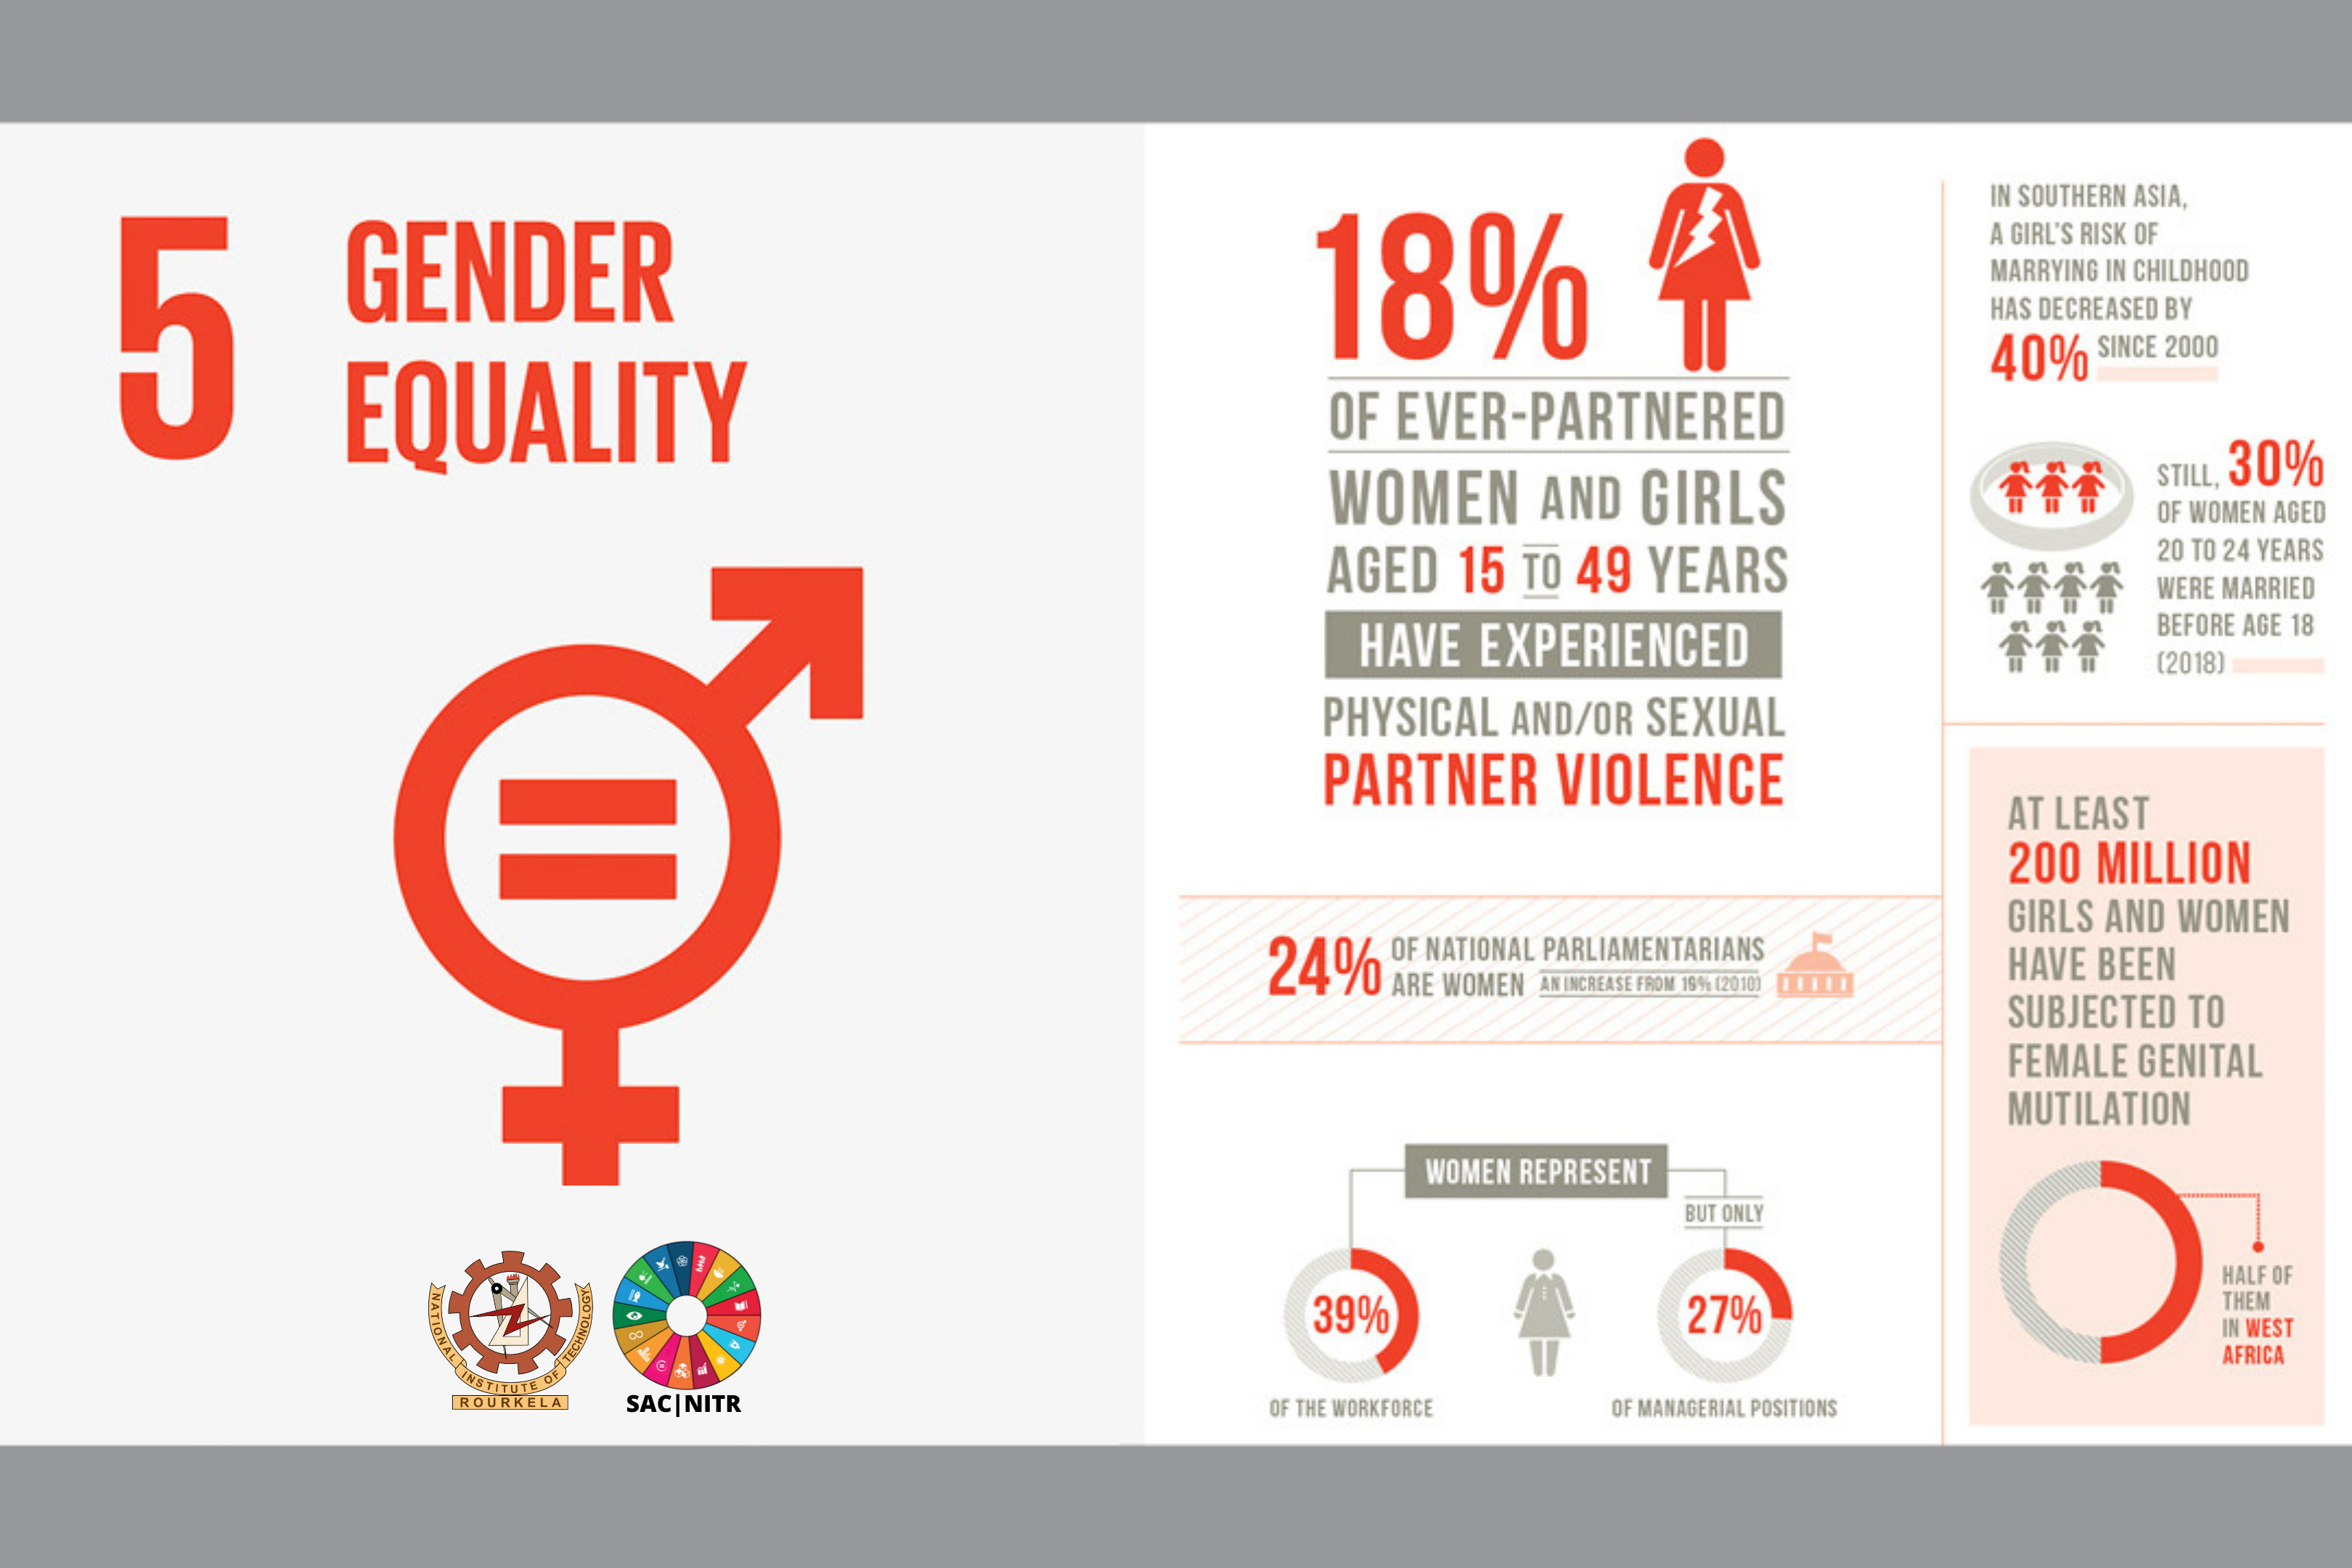 5
GENDER
EQUALITY
NATIONAL INSTITUTE OF TECHNOLOGY
ROURKELA
SAC|NITR
18%
OF EVER-PARTNERED
WOMEN AND GIRLS
AGED 15 TO 49 YEARS
HAVE EXPERIENCED
PHYSICAL AND/OR SEXUAL
PARTNER VIOLENCE
24% OF NATIONAL PARLIAMENTARIANS
ARE WOMEN AN INCREASE FROM 19% (2010)
WOMEN REPRESENT
BUT ONLY
39%
OF THE WORKFORCE
27%
OF MANAGERIAL POSITIONS
IN SOUTHERN ASIA,
A GIRL'S RISK OF
MARRYING IN CHILDHOOD
HAS DECREASED BY
40% SINCE 2000
STILL, 30%
OF WOMEN AGED
20 TO 24 YEARS
WERE MARRIED
BEFORE AGE 18
(2018)
AT LEAST
200 MILLION
GIRLS AND WOMEN
HAVE BEEN
SUBJECTED TO
FEMALE GENITAL
MUTILATION
HALF OF
THEM
IN WEST
AFRICA